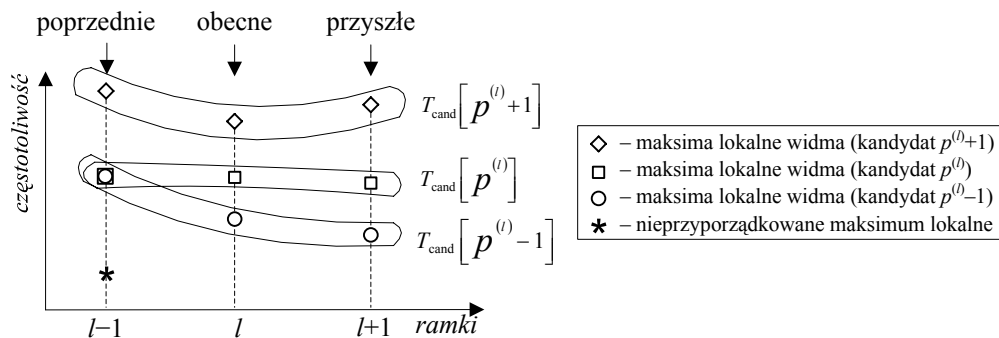 poprzednie obecne przyszłe
częstotoliwość
T_cand[p^(l)+1]
T_cand[p^(l)]
T_cand[p^(l)−1]
– maksima lokalne widma (kandydat p^(l)+1)
– maksima lokalne widma (kandydat p^(l))
– maksima lokalne widma (kandydat p^(l)−1)
– nieprzyporządkowane maksimum lokalne
l−1 l l+1 ramki